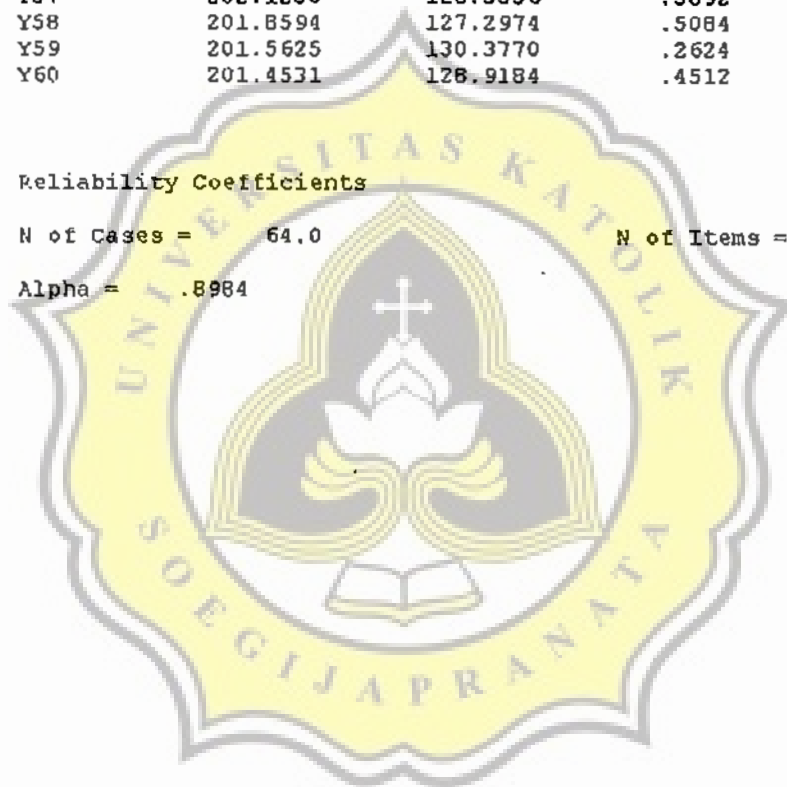 Y58 201.8594 127.2974 .5084
Y59 201.5625 130.3770 .2624
Y60 201.4531 128.9184 .4512
Reliability Coefficients
N of Cases = 64.0 N of Items =
Alpha = .8984
UNIVERSITAS KATOLIK
SOEGIJAPRANATA